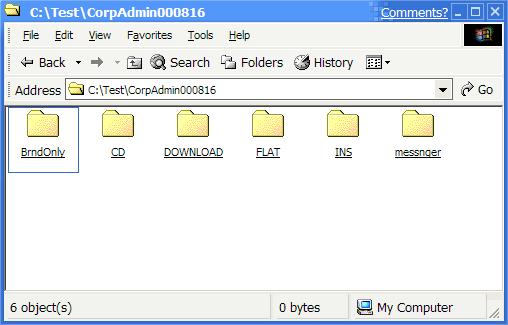 C:\Test\CorpAdmin000816 Comments?
File Edit View Favorites Tools Help
Back Search Folders History
Address C:\Test\CorpAdmin000816 Go
BrndOnly CD DOWNLOAD FLAT INS messnger
6 object(s) 0 bytes My Computer